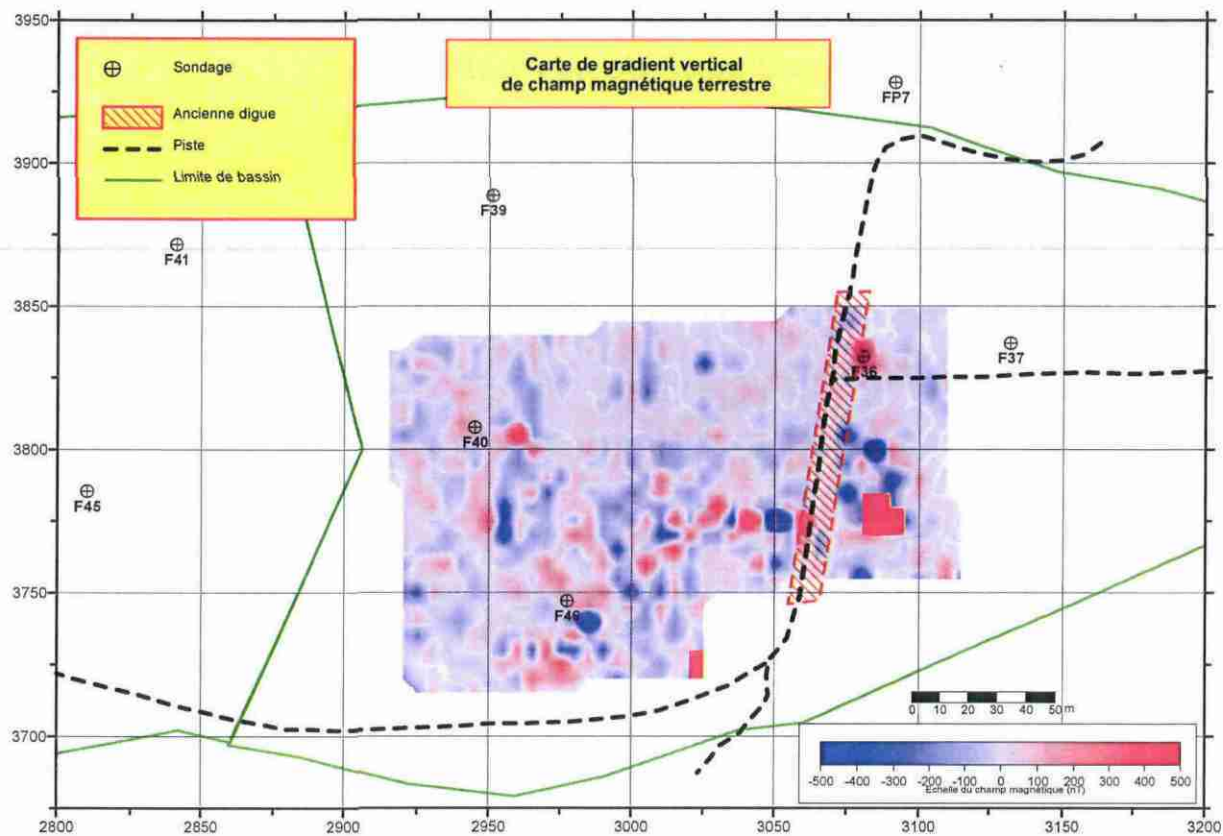 3950
3900
3850
3800
3750
3700
Sondage
Ancienne digue
Piste
Limite de bassin
Carte de gradient vertical
de champ magnétique terrestre
FP7
F39
F41
F36
F37
F40
F45
F46
0 10 20 30 40 50 m
-500 -400 -300 -200 -100 0 100 200 300 400 500
Echelle du champ magnétique (nT)
2800 2850 2900 2950 3000 3050 3100 3150 3200